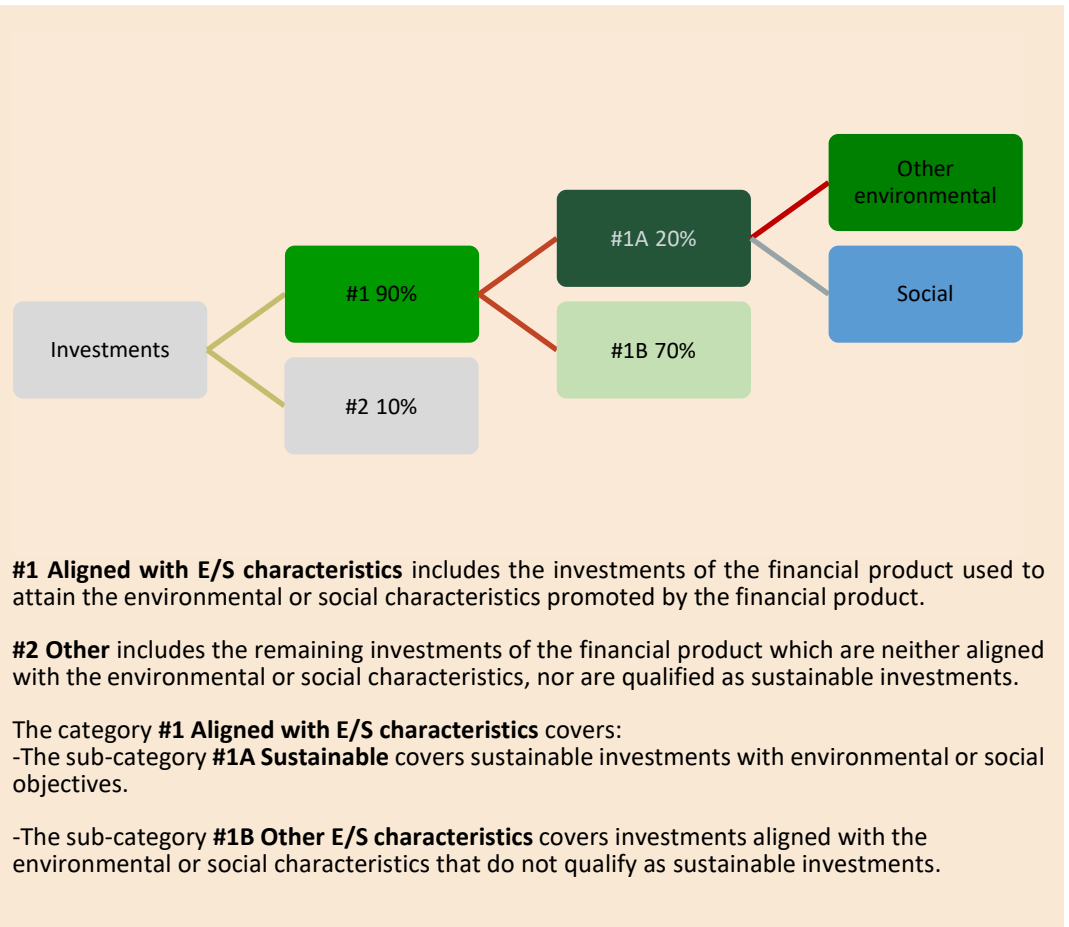 Other
environmental
#1A 20%
#1 90%
Social
Investments
#1B 70%
#2 10%
#1 Aligned with E/S characteristics includes the investments of the financial product used to
attain the environmental or social characteristics promoted by the financial product.
#2 Other includes the remaining investments of the financial product which are neither aligned
with the environmental or social characteristics, nor are qualified as sustainable investments.
The category #1 Aligned with E/S characteristics covers:
-The sub-category #1A Sustainable covers sustainable investments with environmental or social
objectives.
-The sub-category #1B Other E/S characteristics covers investments aligned with the
environmental or social characteristics that do not qualify as sustainable investments.